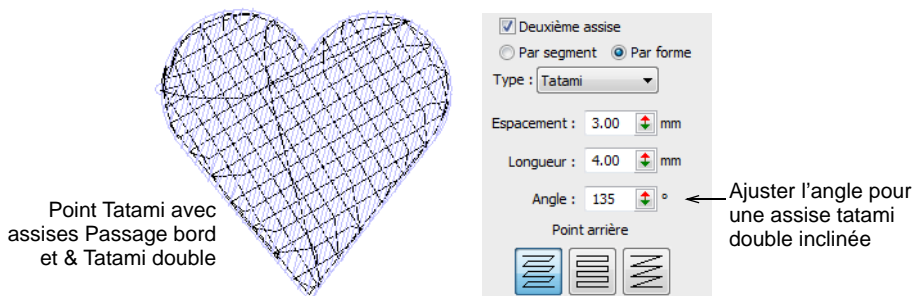 Deuxième assise
Par segment Par forme
Type : Tatami
Espacement : 3.00 mm
Longueur : 4.00 mm
Angle : 135 °
Point arrière
Point Tatami avec
assises Passage bord
et & Tatami double
Ajuster l'angle pour
une assise tatami
double inclinée